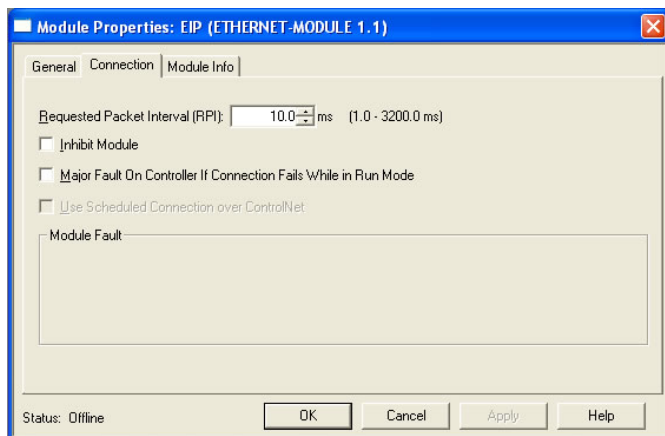 Module Properties: EIP (ETHERNET-MODULE 1.1)
General Connection Module Info
Requested Packet Interval (RPI): 10.0 ms (1.0 - 3200.0 ms)
Inhibit Module
Major Fault On Controller If Connection Fails While in Run Mode
Use Scheduled Connection over ControlNet
Module Fault
Status: Offline OK Cancel Apply Help